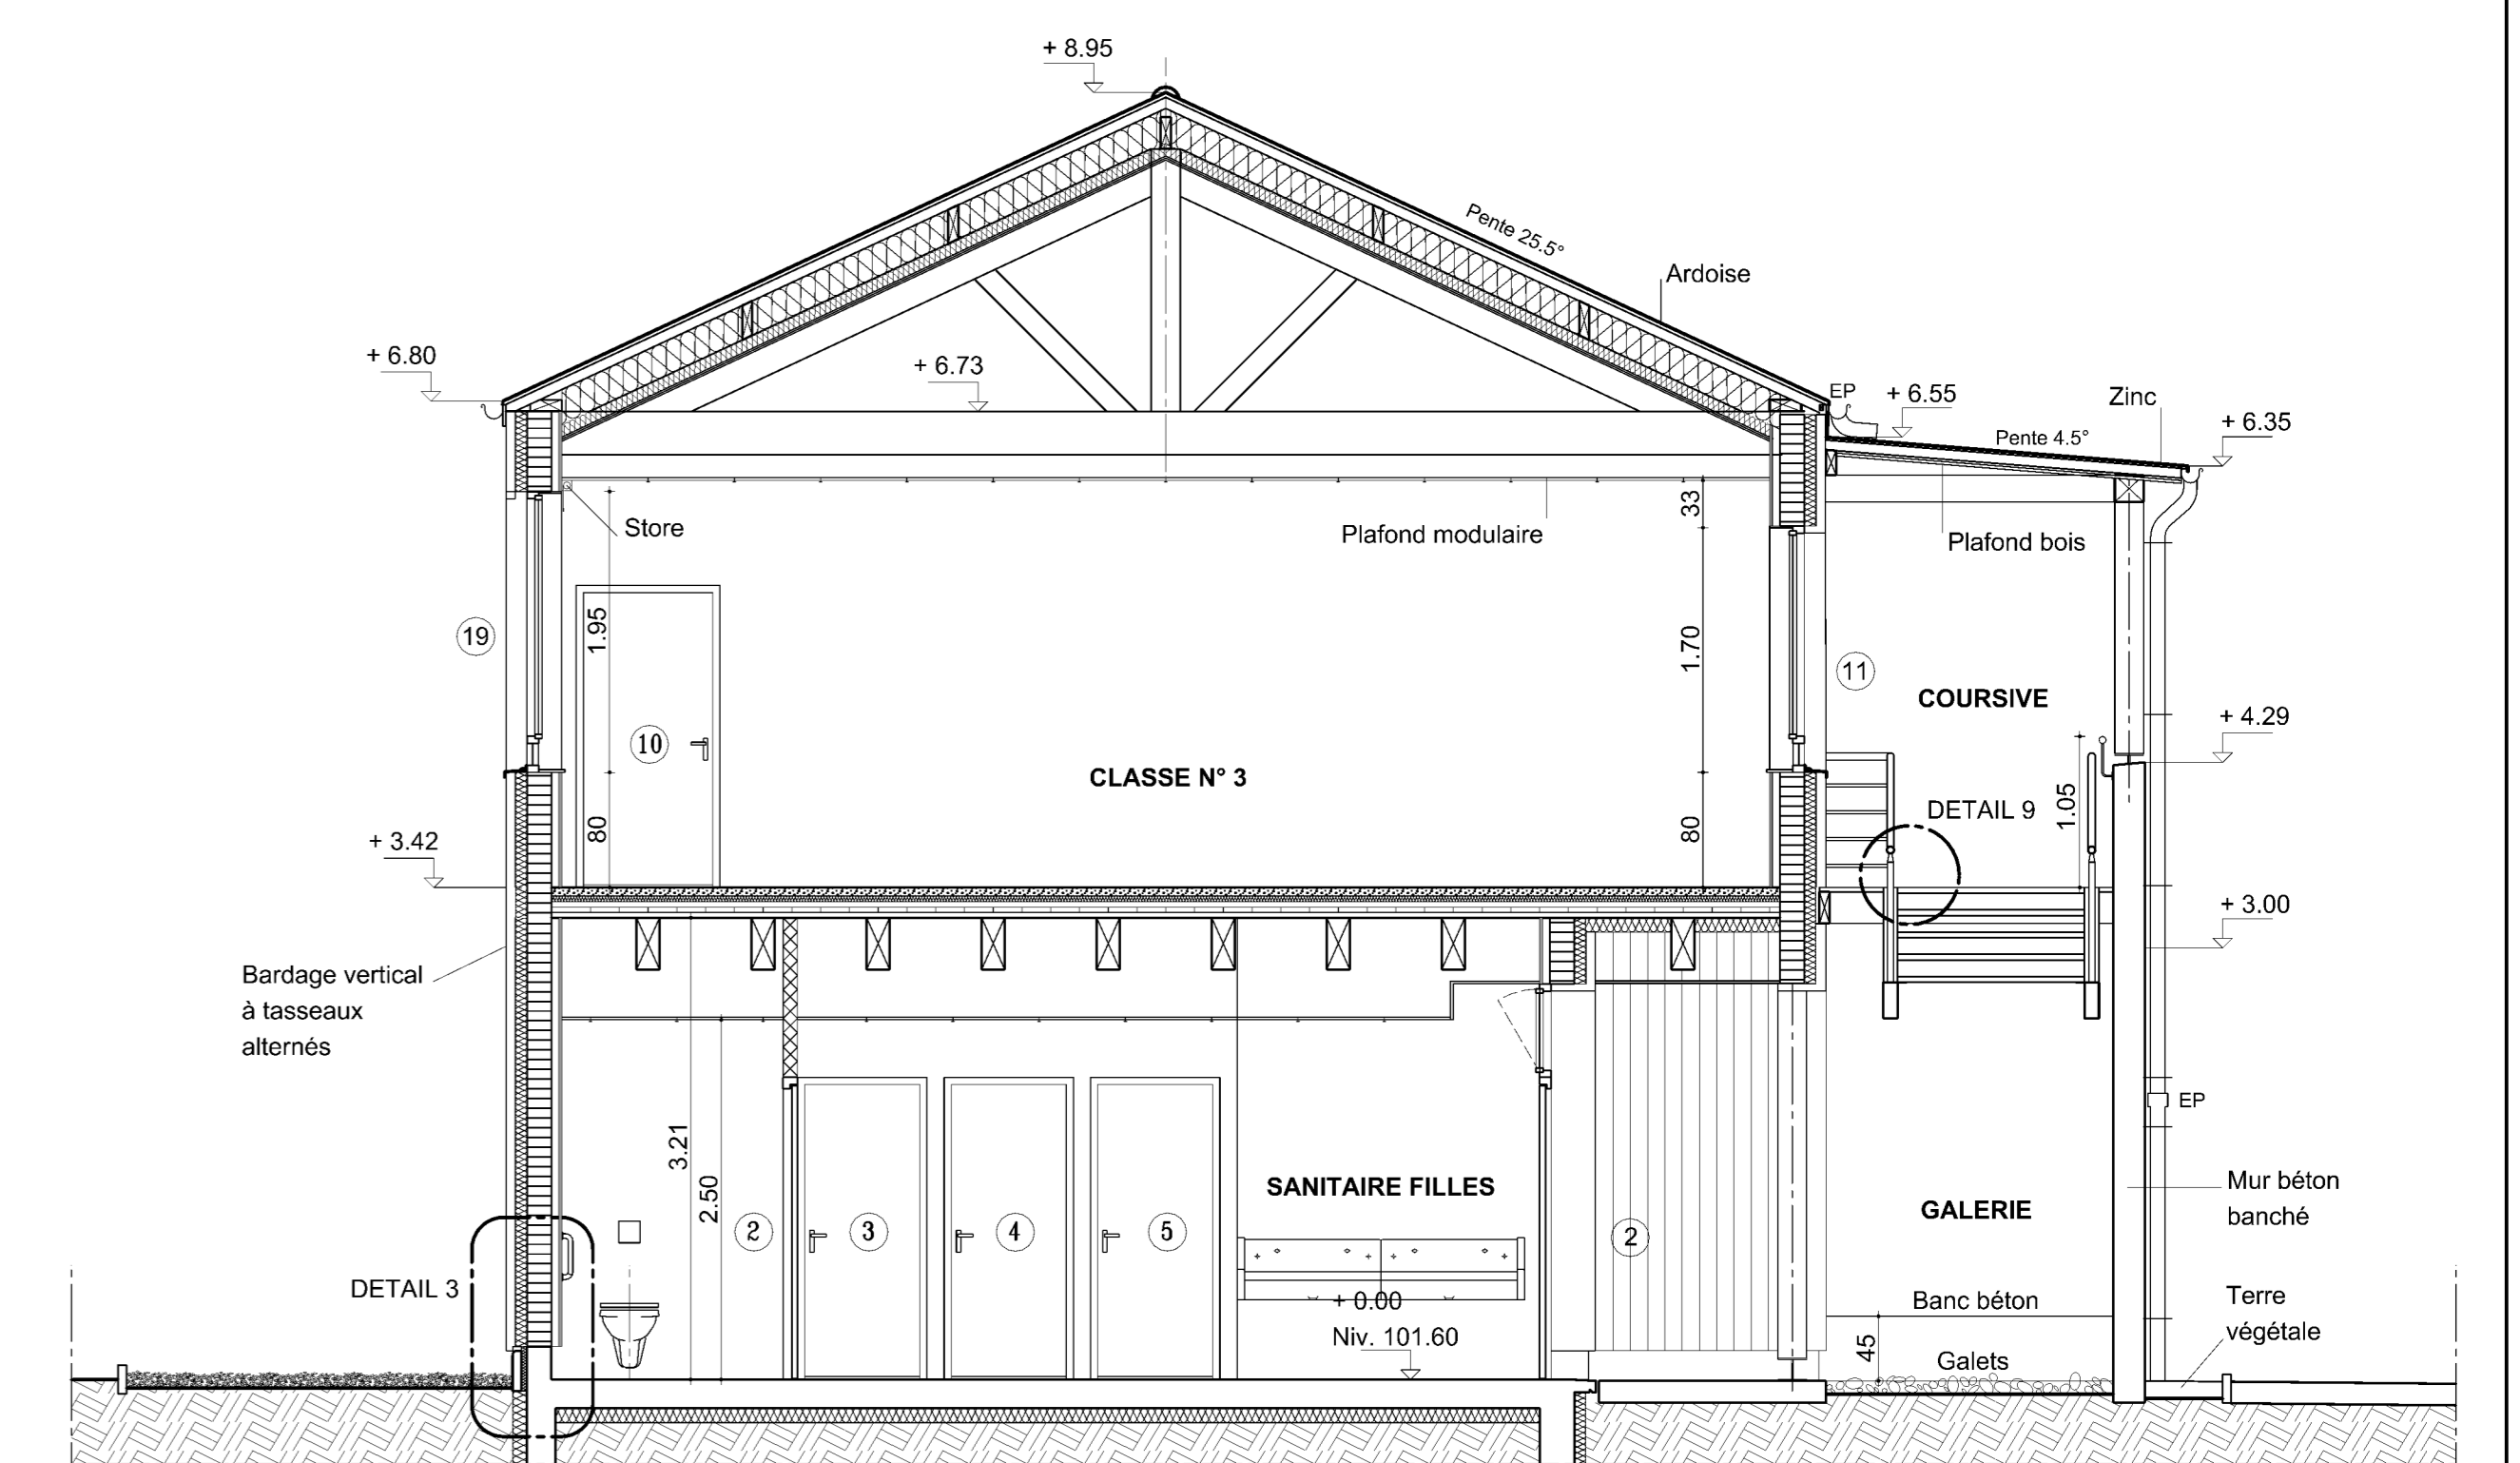 + 8.95
Pente 25.5°
Ardoise
+ 6.80
+ 6.73
EP
+ 6.55
Zinc
+ 6.35
Pente 4.5°
Store
Plafond modulaire
33
Plafond bois
19
1.95
1.70
11
10
COURSIVE
+ 4.29
CLASSE N° 3
DETAIL 9
1.05
80
80
+ 3.42
+ 3.00
Bardage vertical
à tasseaux
alternés
EP
3.21
2.50
SANITAIRE FILLES
Mur béton
banché
GALERIE
2
3
4
5
2
DETAIL 3
+ 0.00
Niv. 101.60
Banc béton
45
Galets
Terre
végétale